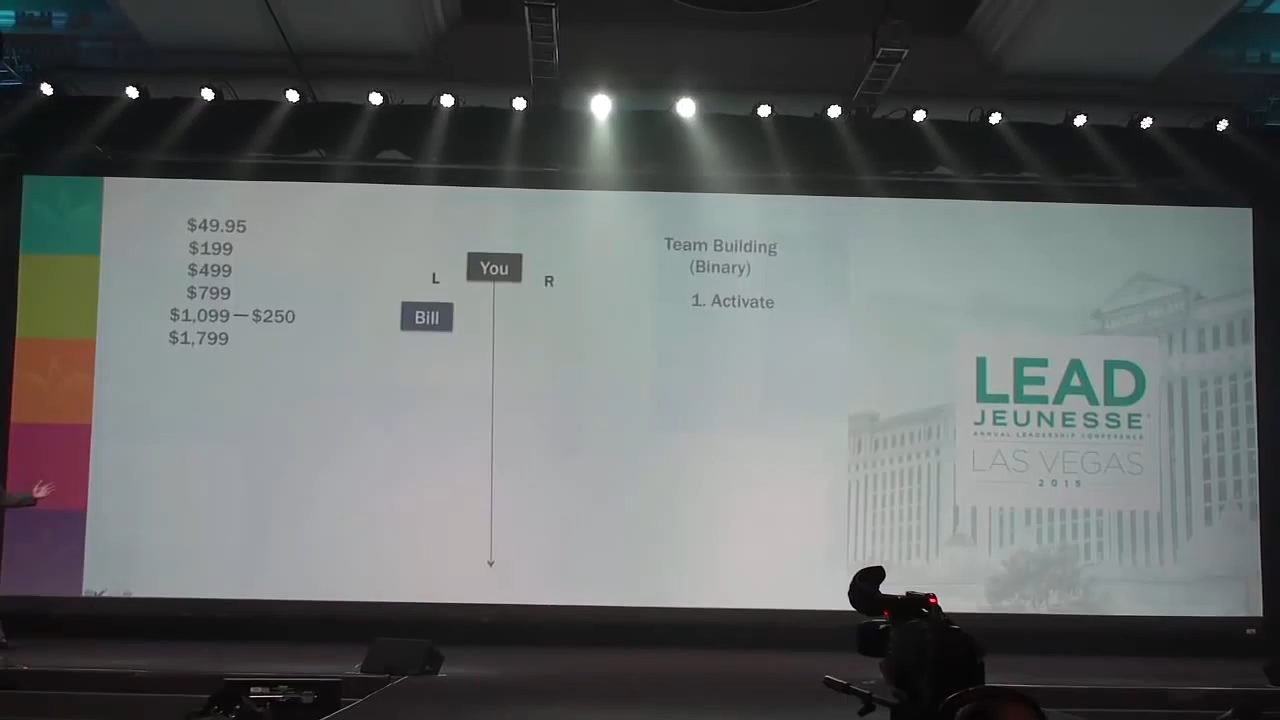 $49.95
$199
$499
$799
$1,099 — $250
$1,799
L
You
R
Bill
Team Building
(Binary)
1. Activate
LEAD
JEUNESSE
ANNUAL LEADERSHIP CONFERENCE
LAS VEGAS
2015